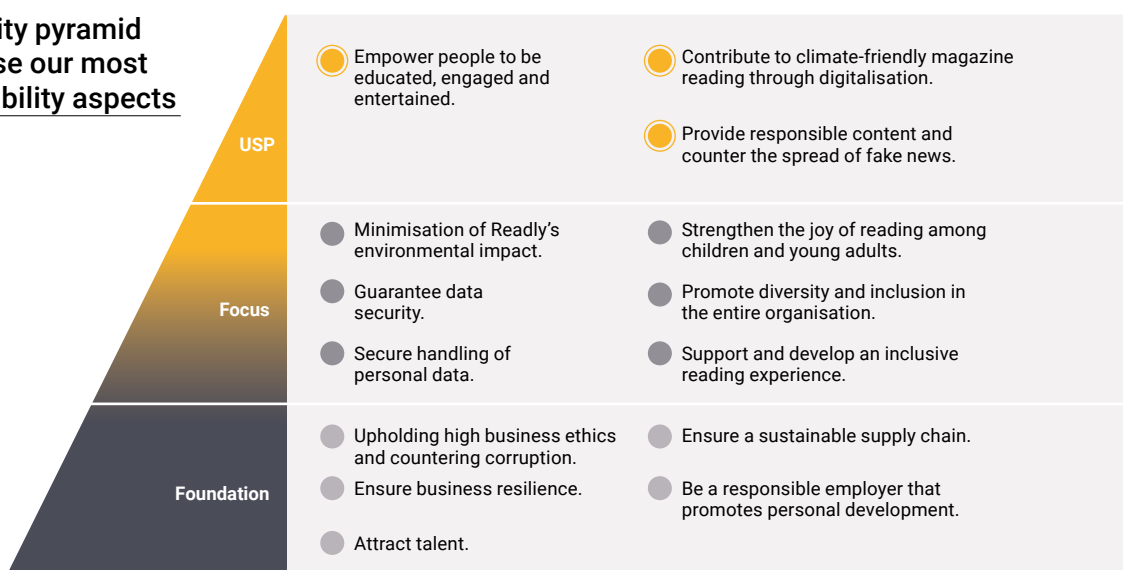 ity pyramid
se our most
bility aspects
USP
Empower people to be
educated, engaged and
entertained.
Contribute to climate-friendly magazine
reading through digitalisation.
Provide responsible content and
counter the spread of fake news.
Focus
Minimisation of Readly's
environmental impact.
Guarantee data
security.
Secure handling of
personal data.
Strengthen the joy of reading among
children and young adults.
Promote diversity and inclusion in
the entire organisation.
Support and develop an inclusive
reading experience.
Foundation
Upholding high business ethics
and countering corruption.
Ensure business resilience.
Attract talent.
Ensure a sustainable supply chain.
Be a responsible employer that
promotes personal development.